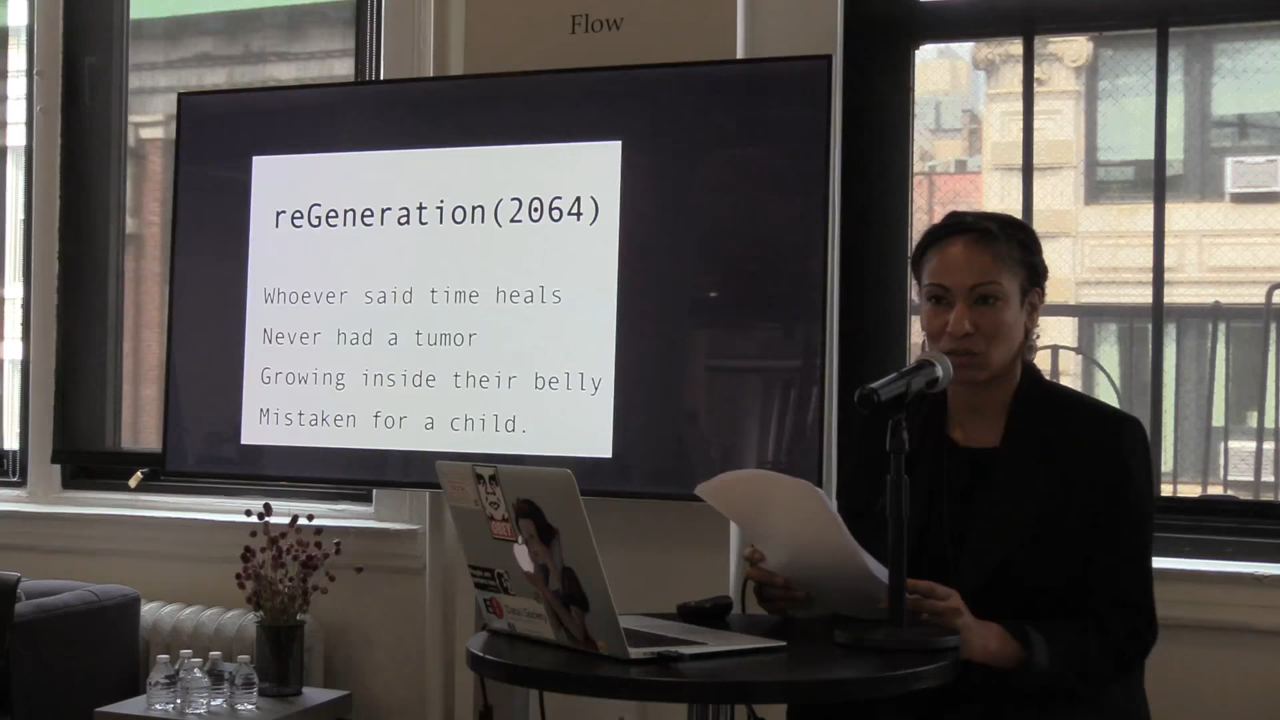 Flow
reGeneration(2064)
Whoever said time heals
Never had a tumor
Growing inside their belly
Mistaken for a child.
OBEY